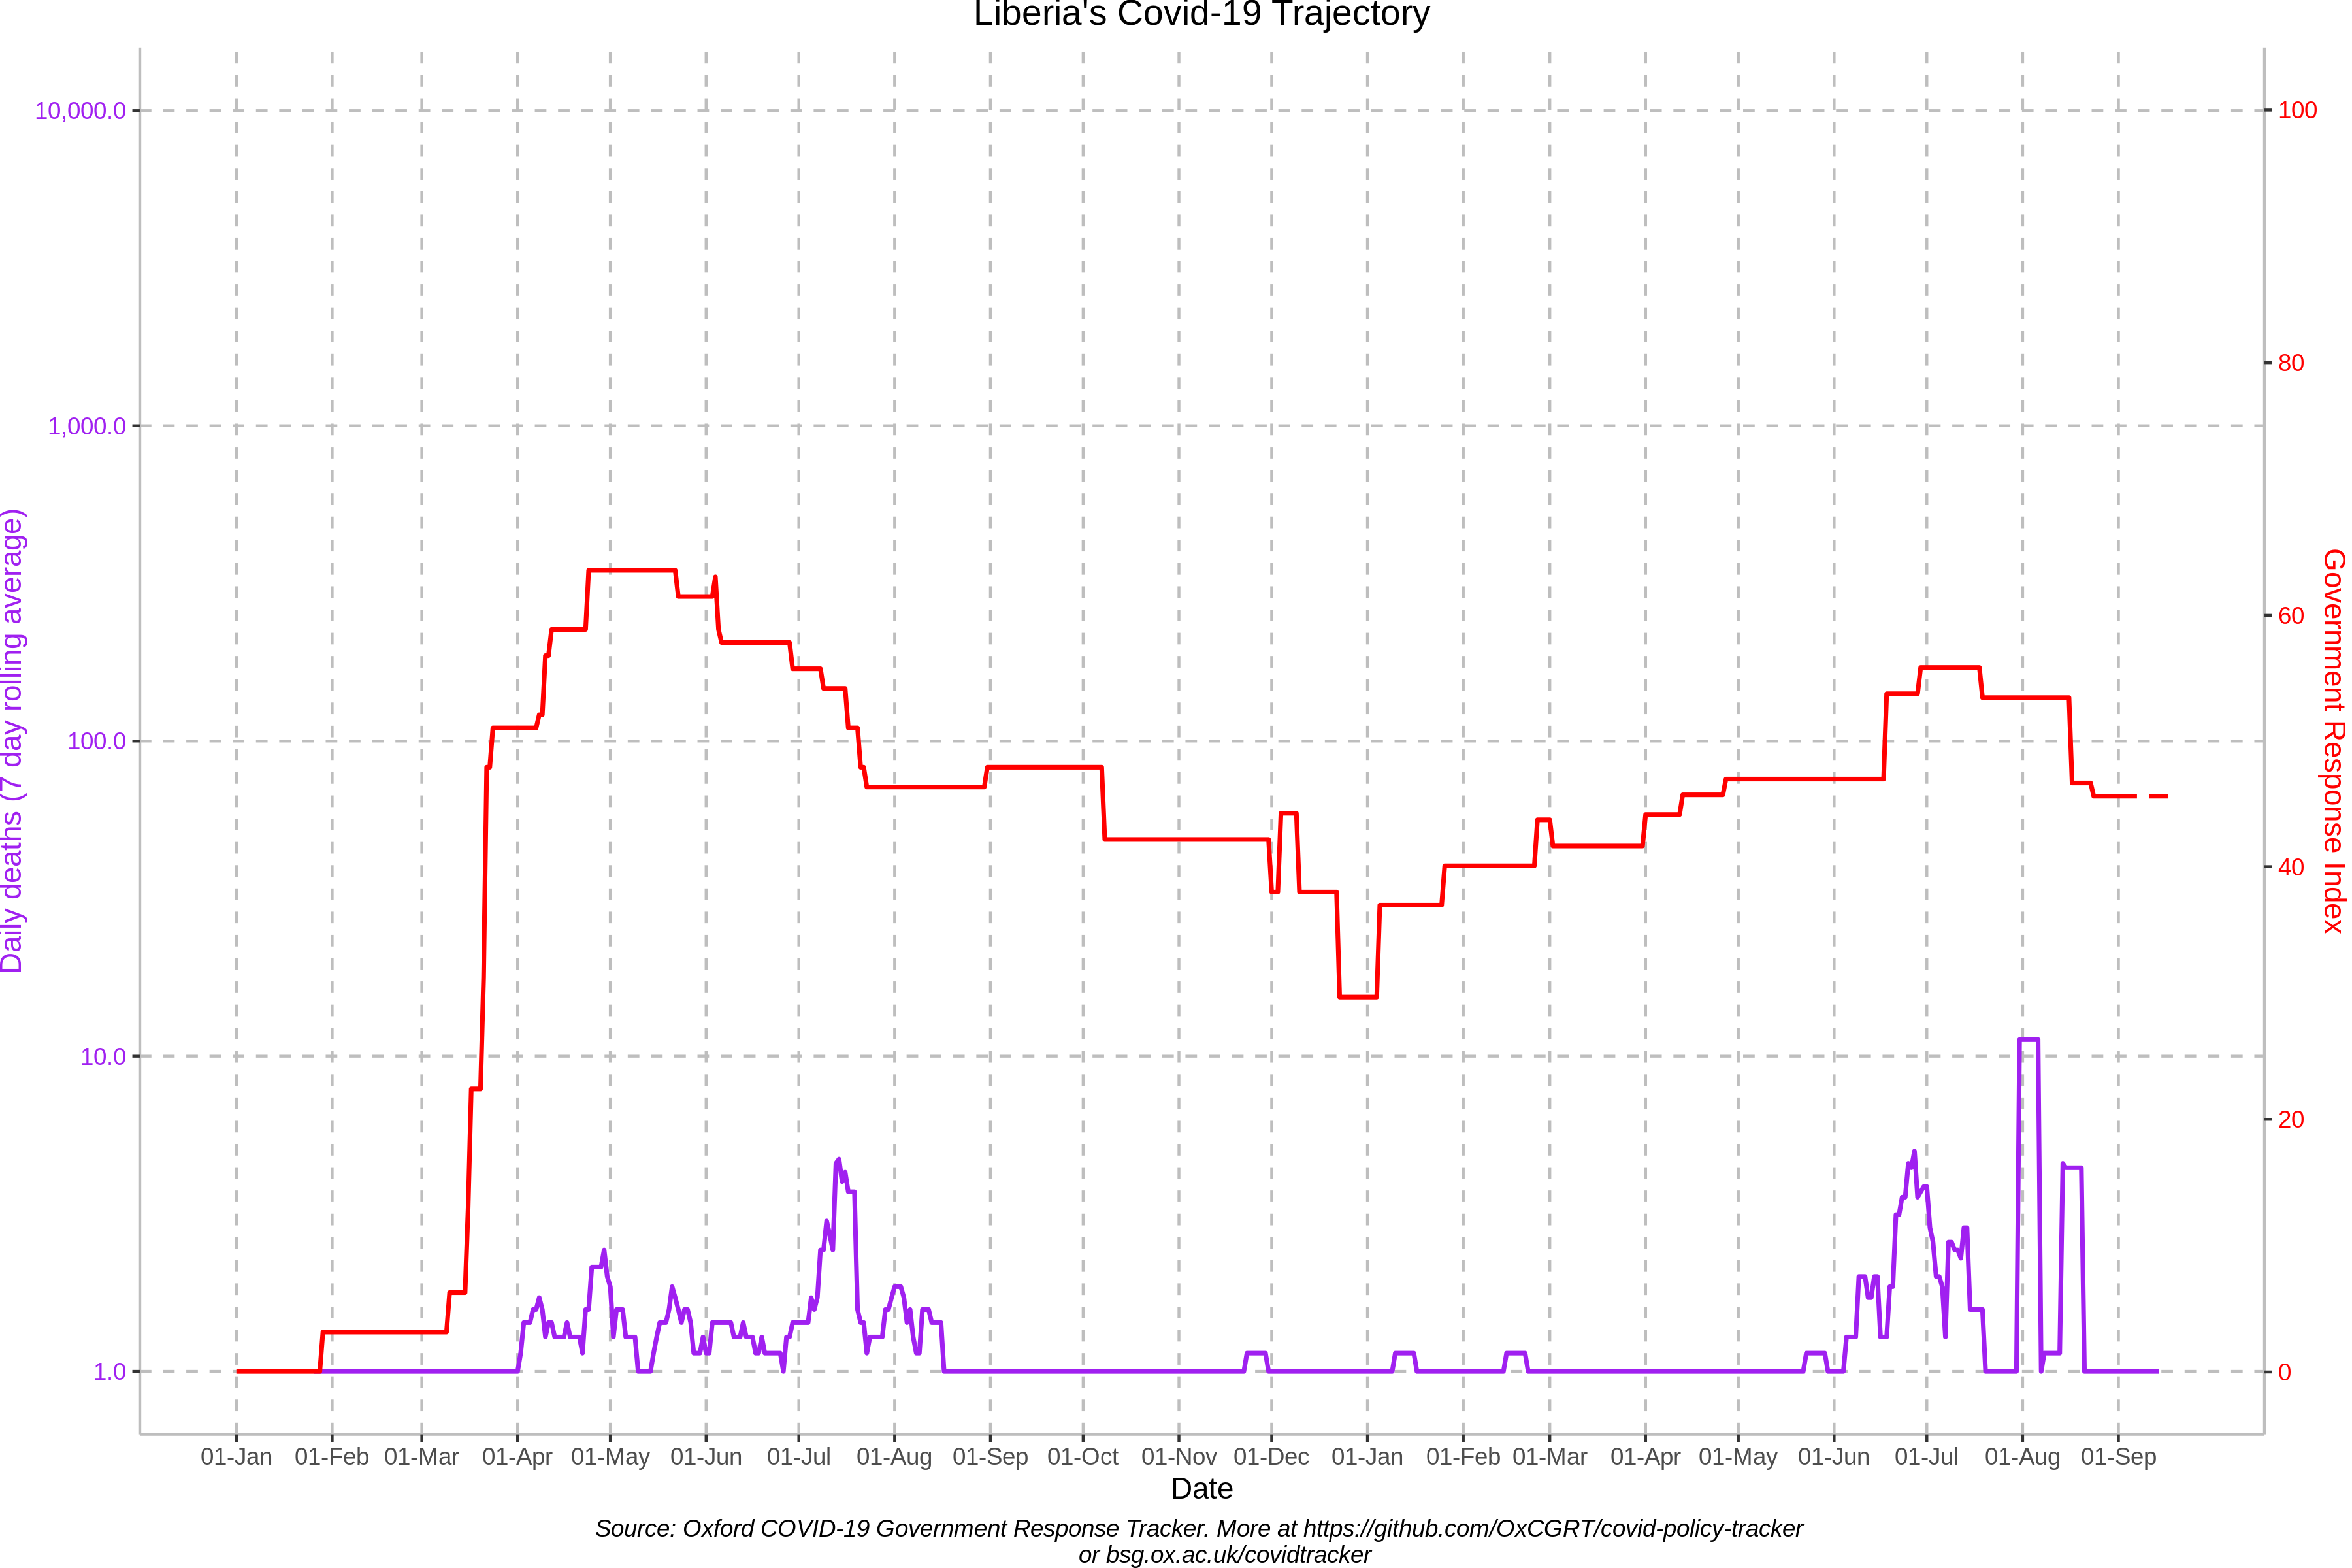 Liberia's Covid-19 Trajectory
10,000.0
1,000.0
100.0
10.0
1.0
Daily deaths (7 day rolling average)
100
80
60
40
20
0
Government Response Index
01-Jan 01-Feb 01-Mar 01-Apr 01-May 01-Jun 01-Jul 01-Aug 01-Sep 01-Oct 01-Nov 01-Dec 01-Jan 01-Feb 01-Mar 01-Apr 01-May 01-Jun 01-Jul 01-Aug 01-Sep
Date
Source: Oxford COVID-19 Government Response Tracker. More at https://github.com/OxCGRT/covid-policy-tracker
or bsg.ox.ac.uk/covidtracker